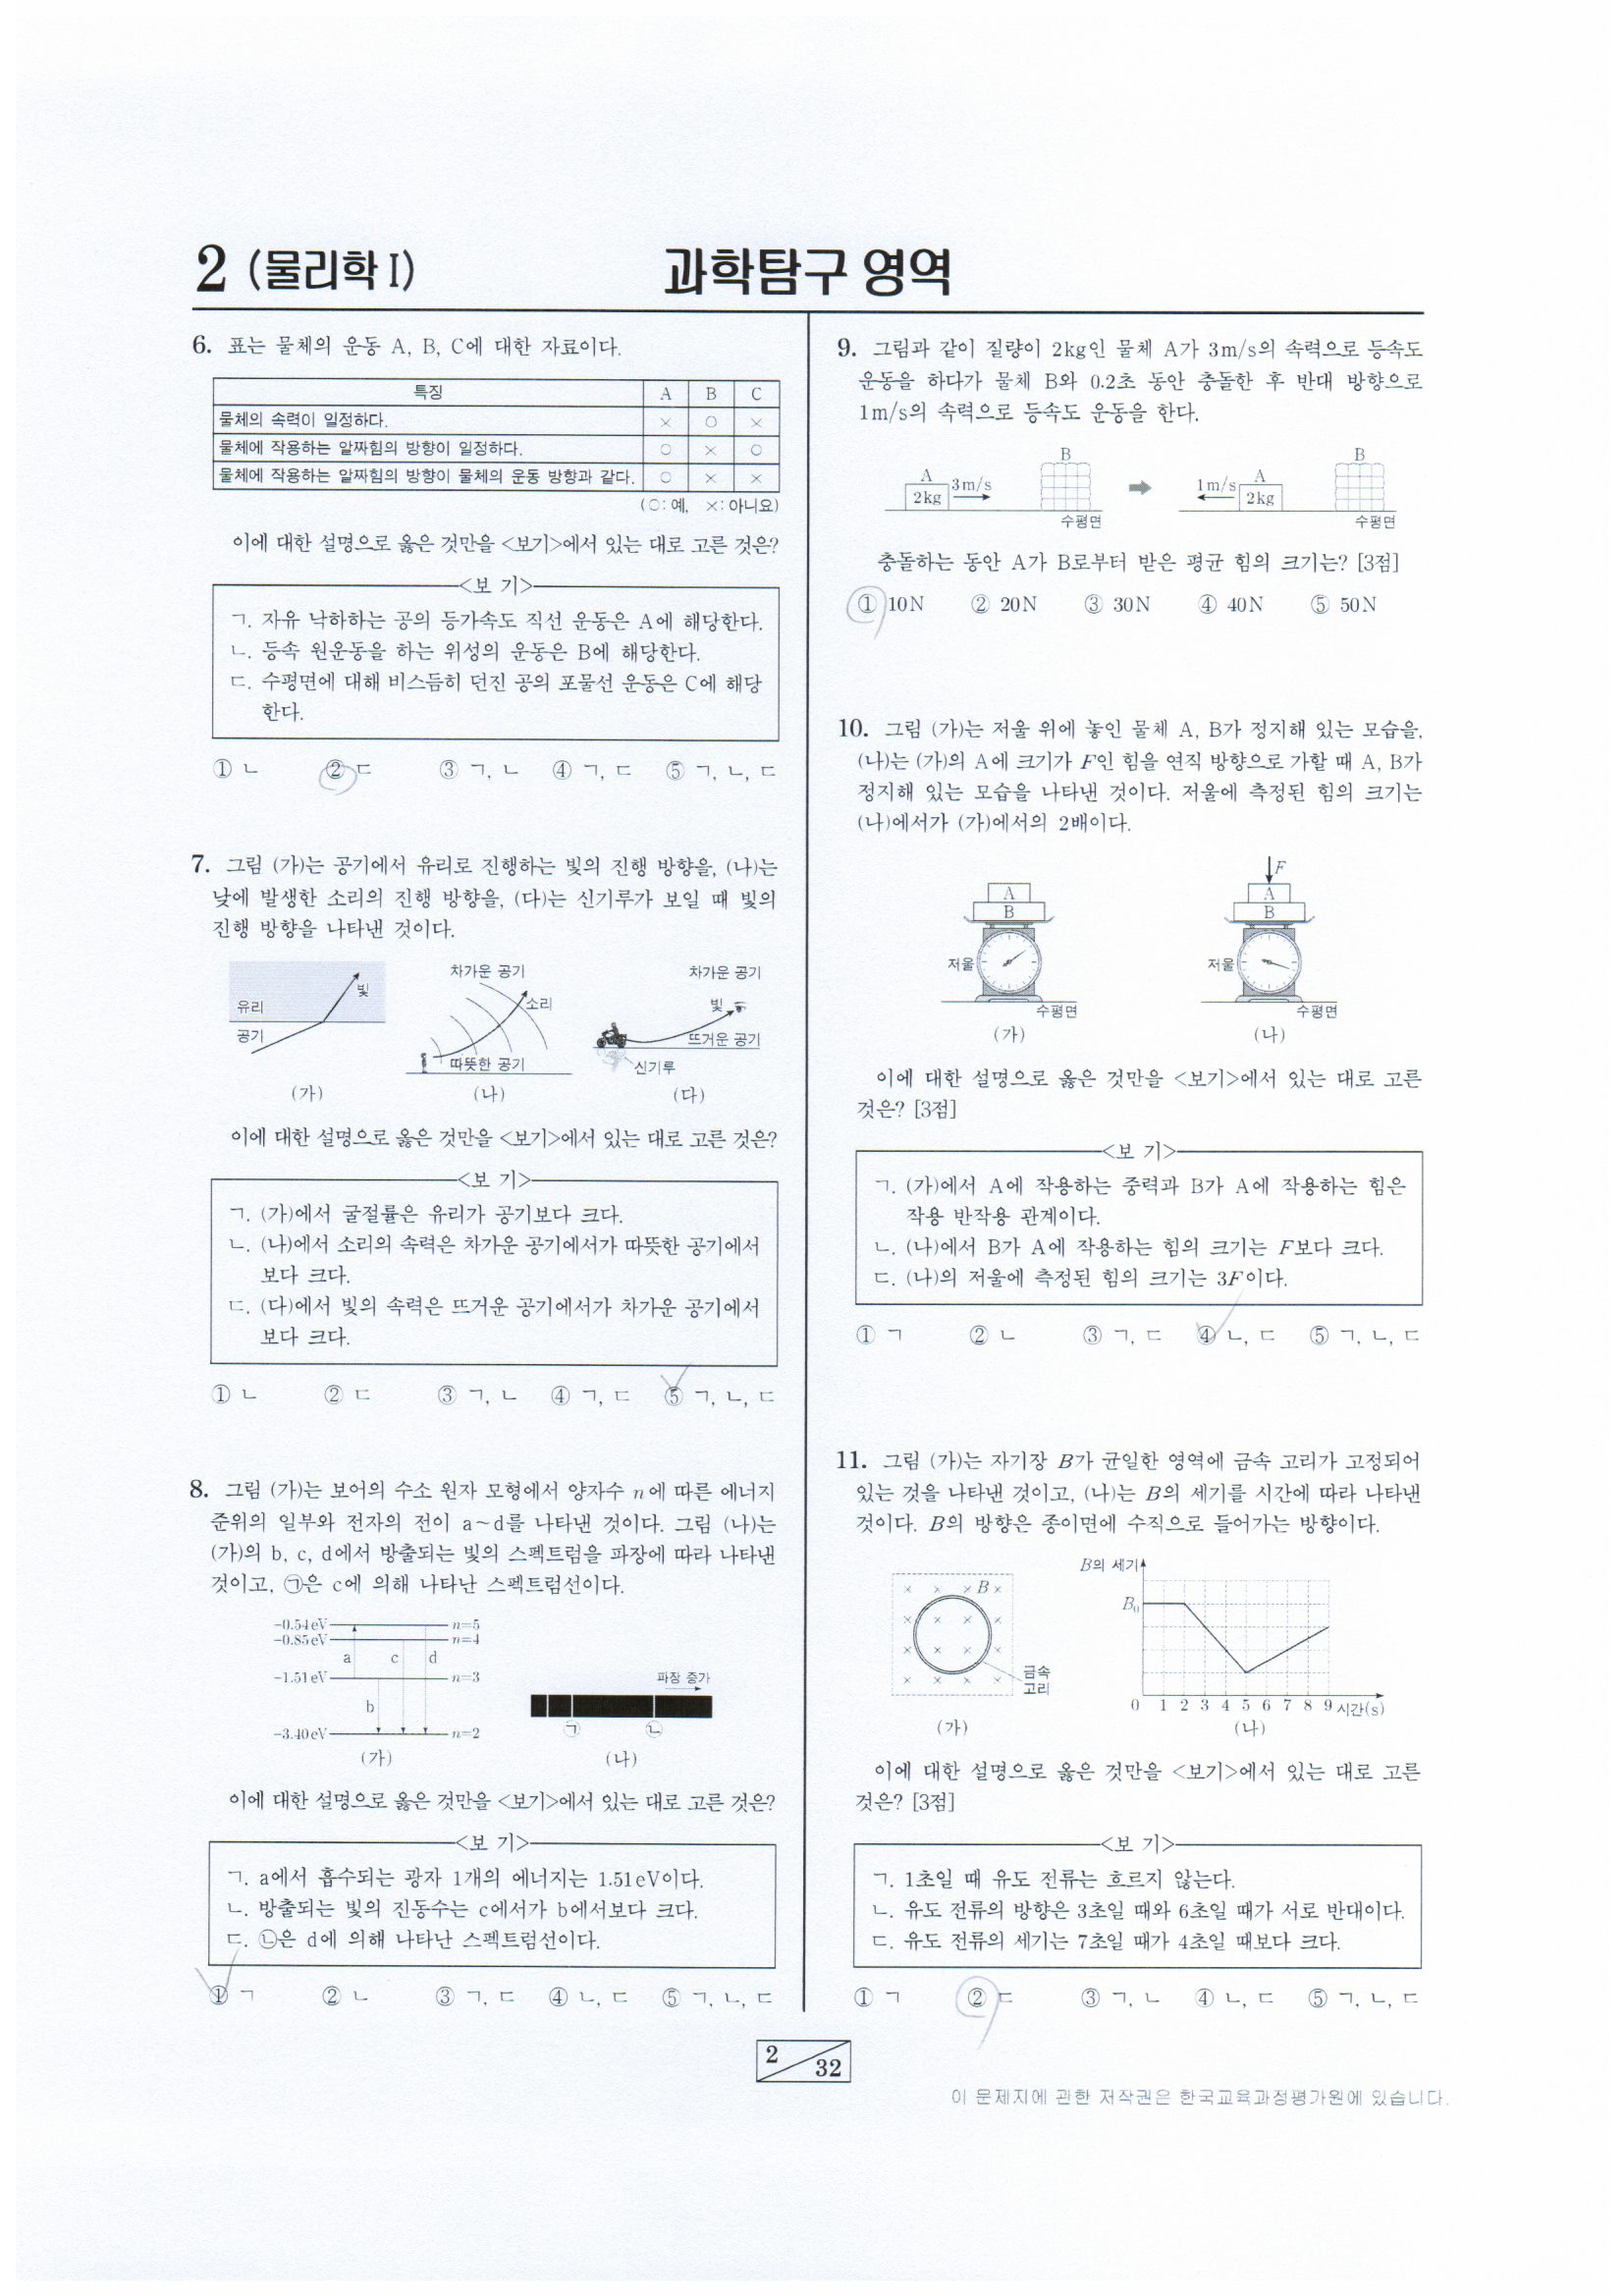 2 (물리학 I)
과학탐구 영역
6. 표는 물체의 운동 A, B, C에 대한 자료이다.
특징 A B C
물체의 속력이 일정하다. × ○ ×
물체에 작용하는 알짜힘의 방향이 일정하다. ○ × ○
물체에 작용하는 알짜힘의 방향이 물체의 운동 방향과 같다. ○ × ×
(○: 예, ×: 아니요)
이에 대한 설명으로 옳은 것만을 <보기>에서 있는 대로 고른 것은?
<보 기>
ㄱ. 자유 낙하하는 공의 등가속도 직선 운동은 A에 해당한다.
ㄴ. 등속 원운동을 하는 위성의 운동은 B에 해당한다.
ㄷ. 수평면에 대해 비스듬히 던진 공의 포물선 운동은 C에 해당
한다.
① ㄴ ② ㄷ ③ ㄱ, ㄴ ④ ㄱ, ㄷ ⑤ ㄱ, ㄴ, ㄷ
7. 그림 (가)는 공기에서 유리로 진행하는 빛의 진행 방향을, (나)는
낮에 발생한 소리의 진행 방향을, (다)는 신기루가 보일 때 빛의
진행 방향을 나타낸 것이다.
유리
공기
빛
(가)
차가운 공기
소리
따뜻한 공기
(나)
차가운 공기
빛
뜨거운 공기
신기루
(다)
이에 대한 설명으로 옳은 것만을 <보기>에서 있는 대로 고른 것은?
<보 기>
ㄱ. (가)에서 굴절률은 유리가 공기보다 크다.
ㄴ. (나)에서 소리의 속력은 차가운 공기에서가 따뜻한 공기에서
보다 크다.
ㄷ. (다)에서 빛의 속력은 뜨거운 공기에서가 차가운 공기에서
보다 크다.
① ㄴ ② ㄷ ③ ㄱ, ㄴ ④ ㄱ, ㄷ ⑤ ㄱ, ㄴ, ㄷ
8. 그림 (가)는 보어의 수소 원자 모형에서 양자수 n에 따른 에너지
준위의 일부와 전자의 전이 a~d를 나타낸 것이다. 그림 (나)는
(가)의 b, c, d에서 방출되는 빛의 스펙트럼을 파장에 따라 나타낸
것이고, ㉠은 c에 의해 나타난 스펙트럼선이다.
-0.54eV n=5
-0.85eV n=4
a c d
-1.51eV n=3
b
-3.40eV n=2
(가)
파장 증가
㉠ ㉡
(나)
이에 대한 설명으로 옳은 것만을 <보기>에서 있는 대로 고른 것은?
<보 기>
ㄱ. a에서 흡수되는 광자 1개의 에너지는 1.51eV이다.
ㄴ. 방출되는 빛의 진동수는 c에서가 b에서보다 크다.
ㄷ. ㉡은 d에 의해 나타난 스펙트럼선이다.
① ㄱ ② ㄴ ③ ㄱ, ㄷ ④ ㄴ, ㄷ ⑤ ㄱ, ㄴ, ㄷ
9. 그림과 같이 질량이 2kg인 물체 A가 3m/s의 속력으로 등속도
운동을 하다가 물체 B와 0.2초 동안 충돌한 후 반대 방향으로
1m/s의 속력으로 등속도 운동을 한다.
A 3m/s
2kg
B
수평면
1m/s A
2kg
B
수평면
충돌하는 동안 A가 B로부터 받은 평균 힘의 크기는? [3점]
① 10N ② 20N ③ 30N ④ 40N ⑤ 50N
10. 그림 (가)는 저울 위에 놓인 물체 A, B가 정지해 있는 모습을,
(나)는 (가)의 A에 크기가 F인 힘을 연직 방향으로 가할 때 A, B가
정지해 있는 모습을 나타낸 것이다. 저울에 측정된 힘의 크기는
(나)에서가 (가)에서의 2배이다.
A
B
저울
수평면
(가)
F
A
B
저울
수평면
(나)
이에 대한 설명으로 옳은 것만을 <보기>에서 있는 대로 고른
것은? [3점]
<보 기>
ㄱ. (가)에서 A에 작용하는 중력과 B가 A에 작용하는 힘은
작용 반작용 관계이다.
ㄴ. (나)에서 B가 A에 작용하는 힘의 크기는 F보다 크다.
ㄷ. (나)의 저울에 측정된 힘의 크기는 3F이다.
① ㄱ ② ㄴ ③ ㄱ, ㄷ ④ ㄴ, ㄷ ⑤ ㄱ, ㄴ, ㄷ
11. 그림 (가)는 자기장 B가 균일한 영역에 금속 고리가 고정되어
있는 것을 나타낸 것이고, (나)는 B의 세기를 시간에 따라 나타낸
것이다. B의 방향은 종이면에 수직으로 들어가는 방향이다.
B
금속
고리
(가)
B의 세기
B₀
0 1 2 3 4 5 6 7 8 9 시간(s)
(나)
이에 대한 설명으로 옳은 것만을 <보기>에서 있는 대로 고른
것은? [3점]
<보 기>
ㄱ. 1초일 때 유도 전류는 흐르지 않는다.
ㄴ. 유도 전류의 방향은 3초일 때와 6초일 때가 서로 반대이다.
ㄷ. 유도 전류의 세기는 7초일 때가 4초일 때보다 크다.
① ㄱ ② ㄷ ③ ㄱ, ㄴ ④ ㄴ, ㄷ ⑤ ㄱ, ㄴ, ㄷ
2 32
이 문제지에 관한 저작권은 한국교육과정평가원에 있습니다.